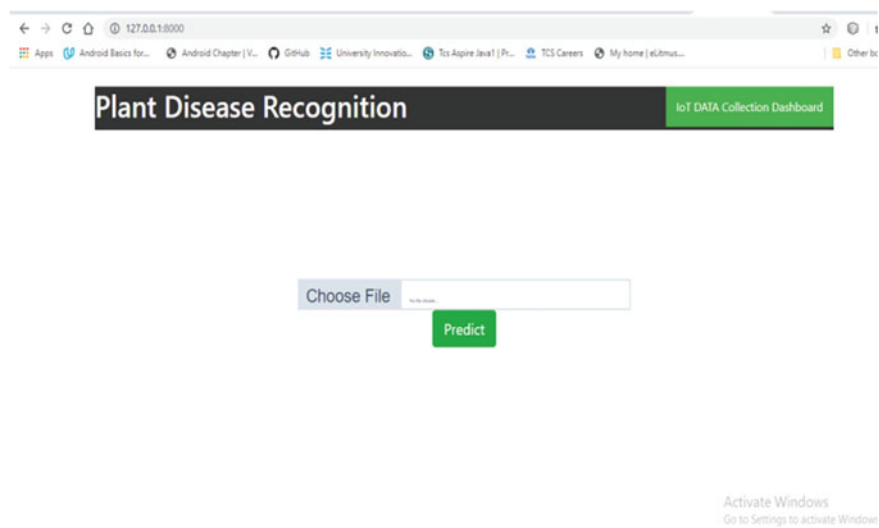 127.0.0.1:8000
Apps Android Basics for... Android Chapter | V... GitHub University Innovatio... Tcs Aspire Java1 | Pr... TCS Careers My home | eLitmus... Other bo
Plant Disease Recognition IoT DATA Collection Dashboard
Choose File
Predict
Activate Windows
Go to Settings to activate Windows